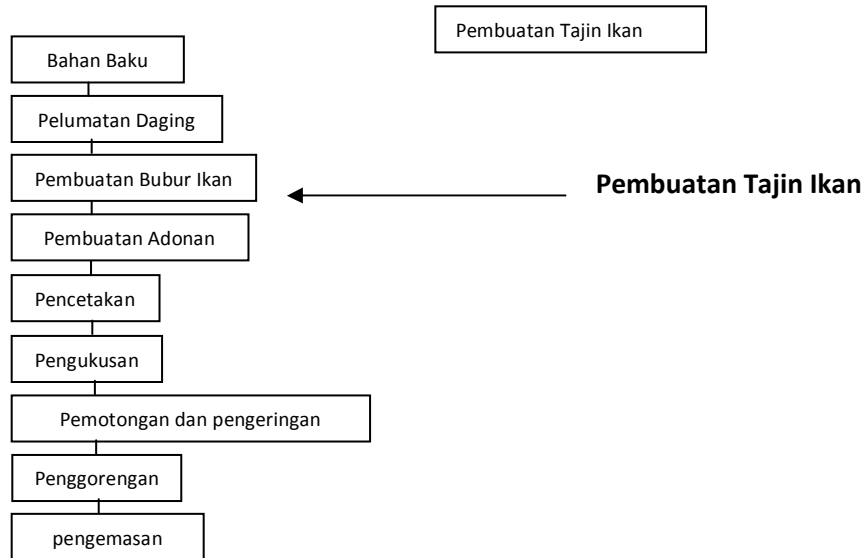 Pembuatan Tajin Ikan
Bahan Baku
Pelumatan Daging
Pembuatan Bubur Ikan
Pembuatan Tajin Ikan
Pembuatan Adonan
Pencetakan
Pengukusan
Pemotongan dan pengeringan
Penggorengan
pengemasan